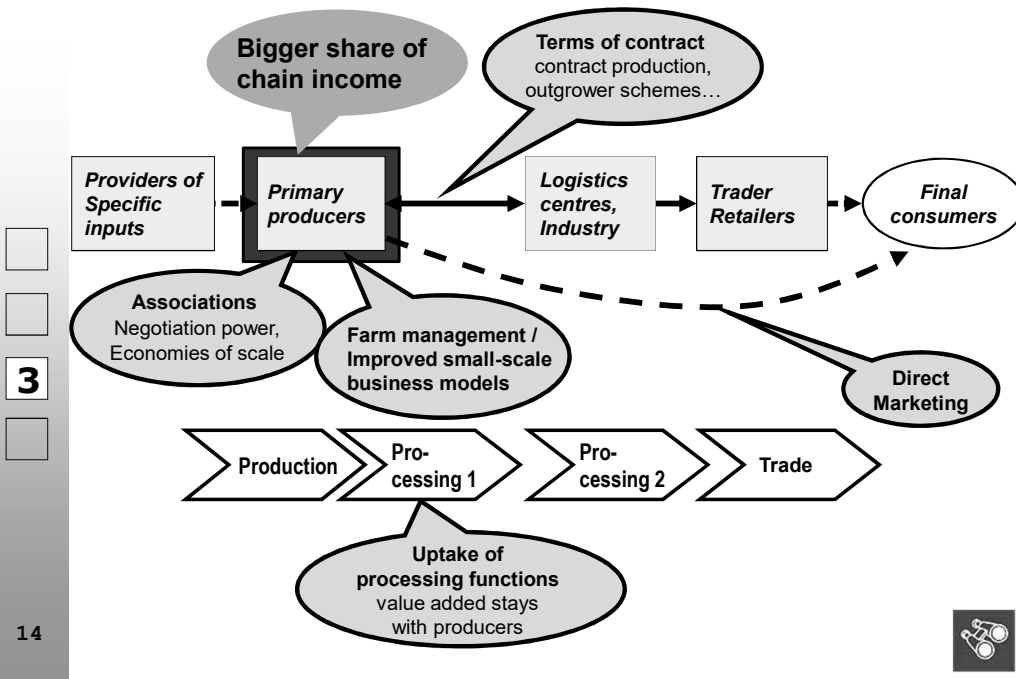 Bigger share of
chain income
Terms of contract
contract production,
outgrower schemes…
Providers of
Specific
inputs
Primary
producers
Logistics
centres,
Industry
Trader
Retailers
Final
consumers
Associations
Negotiation power,
Economies of scale
Farm management /
Improved small-scale
business models
Direct
Marketing
3
Production
Pro-
cessing 1
Pro-
cessing 2
Trade
Uptake of
processing functions
value added stays
with producers
14